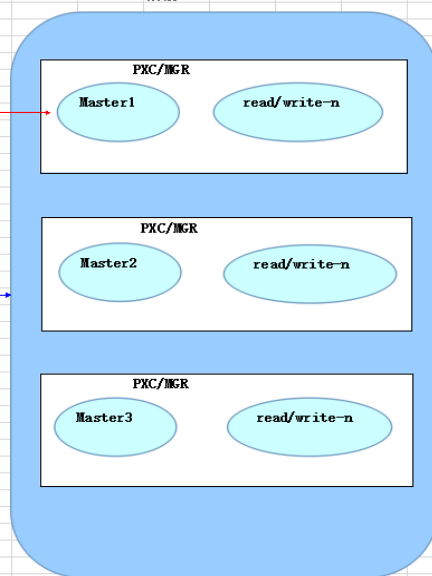 PXC/MGR
Master1 read/write-n
PXC/MGR
Master2 read/write-n
PXC/MGR
Master3 read/write-n